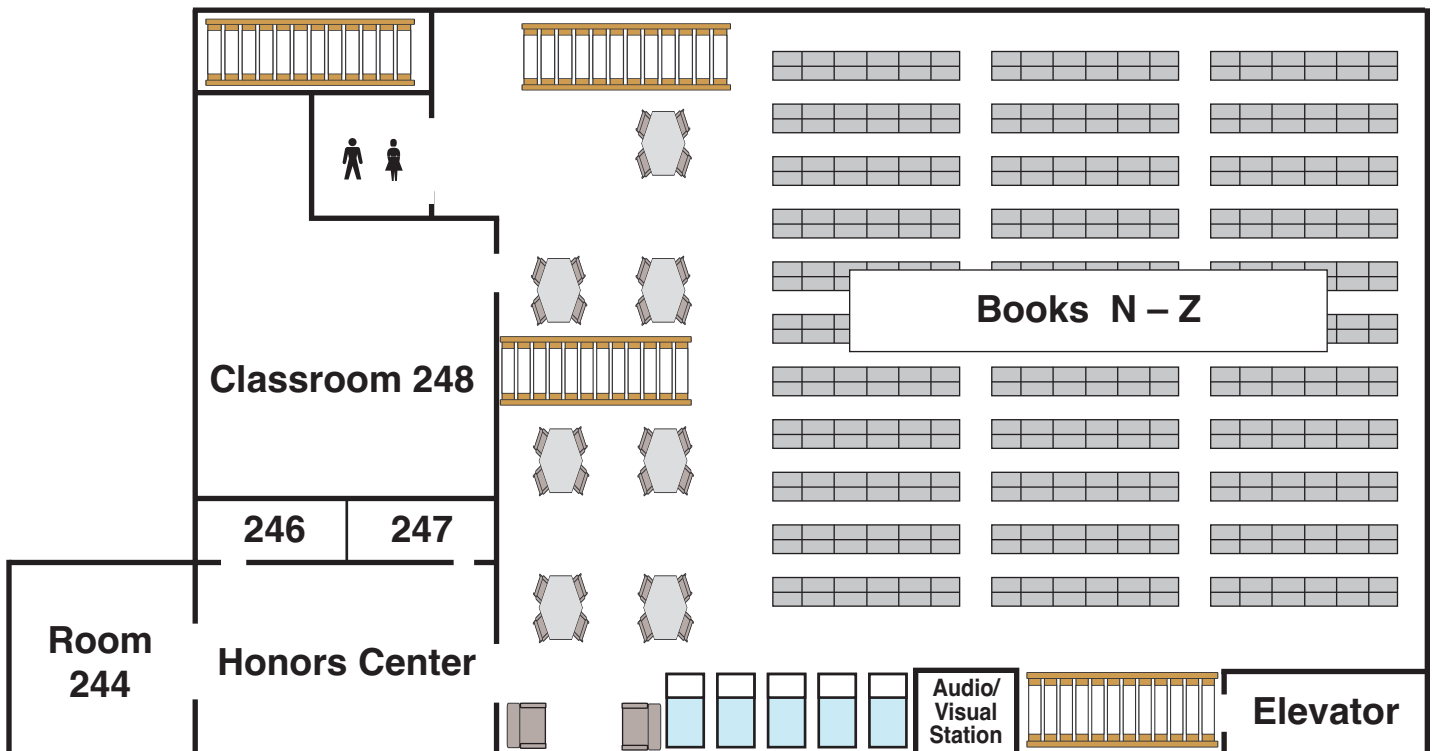 Books N – Z
Classroom 248
246
247
Room
244
Honors Center
Audio/
Visual
Station
Elevator